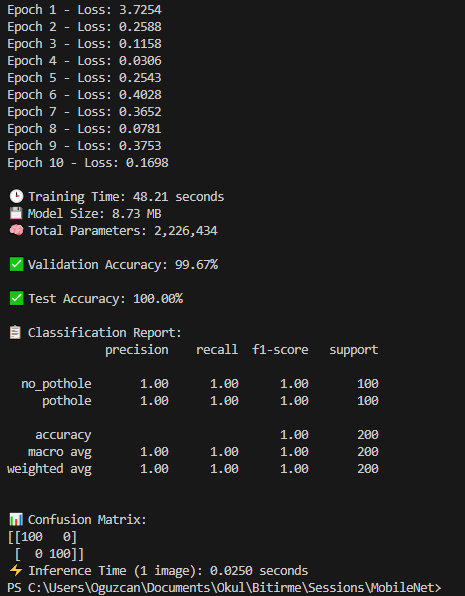 Epoch 1 - Loss: 3.7254
Epoch 2 - Loss: 0.2588
Epoch 3 - Loss: 0.1158
Epoch 4 - Loss: 0.0306
Epoch 5 - Loss: 0.2543
Epoch 6 - Loss: 0.4028
Epoch 7 - Loss: 0.3652
Epoch 8 - Loss: 0.0781
Epoch 9 - Loss: 0.3753
Epoch 10 - Loss: 0.1698
🕒 Training Time: 48.21 seconds
💾 Model Size: 8.73 MB
🧠 Total Parameters: 2,226,434
✅ Validation Accuracy: 99.67%
✅ Test Accuracy: 100.00%
📋 Classification Report:
precision recall f1-score support
no_pothole 1.00 1.00 1.00 100
pothole 1.00 1.00 1.00 100
accuracy 1.00 200
macro avg 1.00 1.00 1.00 200
weighted avg 1.00 1.00 1.00 200
📊 Confusion Matrix:
[[100 0]
[ 0 100]]
⚡ Inference Time (1 image): 0.0250 seconds
PS C:\Users\Oguzcan\Documents\Okul\Bitirme\Sessions\MobileNet>